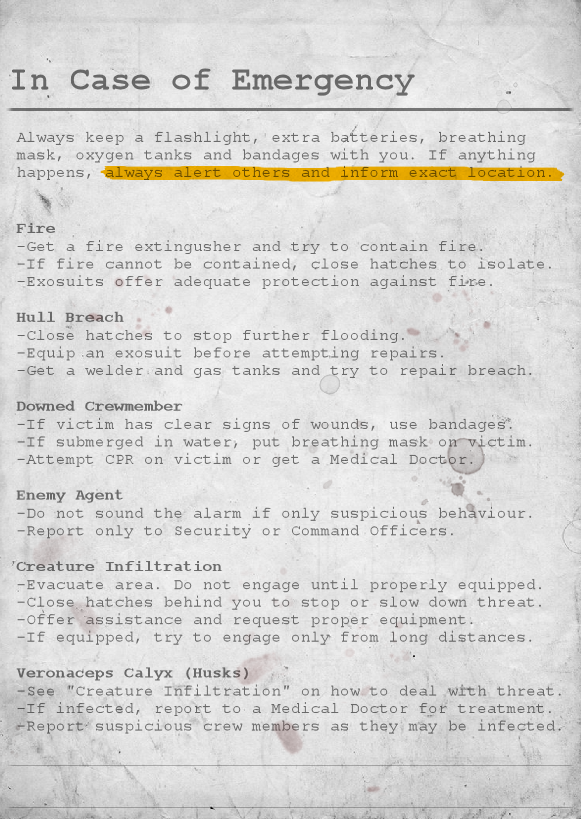 In Case of Emergency
Always keep a flashlight, extra batteries, breathing
mask, oxygen tanks and bandages with you. If anything
happens, always alert others and inform exact location.
Fire
-Get a fire extingusher and try to contain fire.
-If fire cannot be contained, close hatches to isolate.
-Exosuits offer adequate protection against fire.
Hull Breach
-Close hatches to stop further flooding.
-Equip an exosuit before attempting repairs.
-Get a welder and gas tanks and try to repair breach.
Downed Crewmember
-If victim has clear signs of wounds, use bandages.
-If submerged in water, put breathing mask on victim.
-Attempt CPR on victim or get a Medical Doctor.
Enemy Agent
-Do not sound the alarm if only suspicious behaviour.
-Report only to Security or Command Officers.
Creature Infiltration
-Evacuate area. Do not engage until properly equipped.
-Close hatches behind you to stop or slow down threat.
-Offer assistance and request proper equipment.
-If equipped, try to engage only from long distances.
Veronaceps Calyx (Husks)
-See "Creature Infiltration" on how to deal with threat.
-If infected, report to a Medical Doctor for treatment.
-Report suspicious crew members as they may be infected.